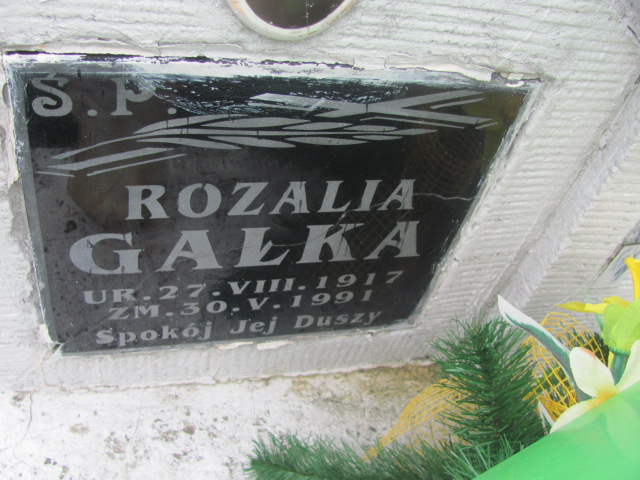 Ś.P.
ROZALIA
GAŁKA
UR.27.VIII.1917
ZM.30.V.1991
Spokój Jej Duszy